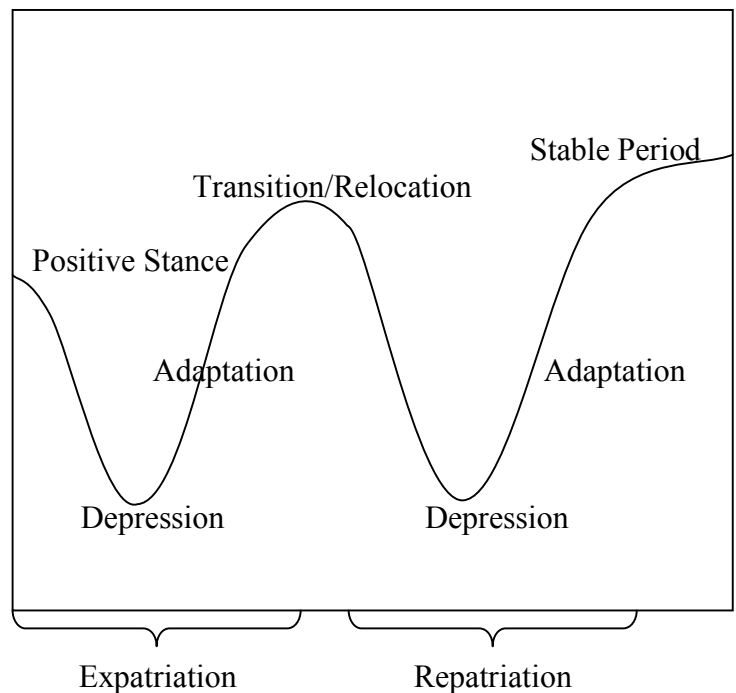 Stable Period
Transition/Relocation
Positive Stance
Adaptation
Adaptation
Depression
Depression
Expatriation
Repatriation